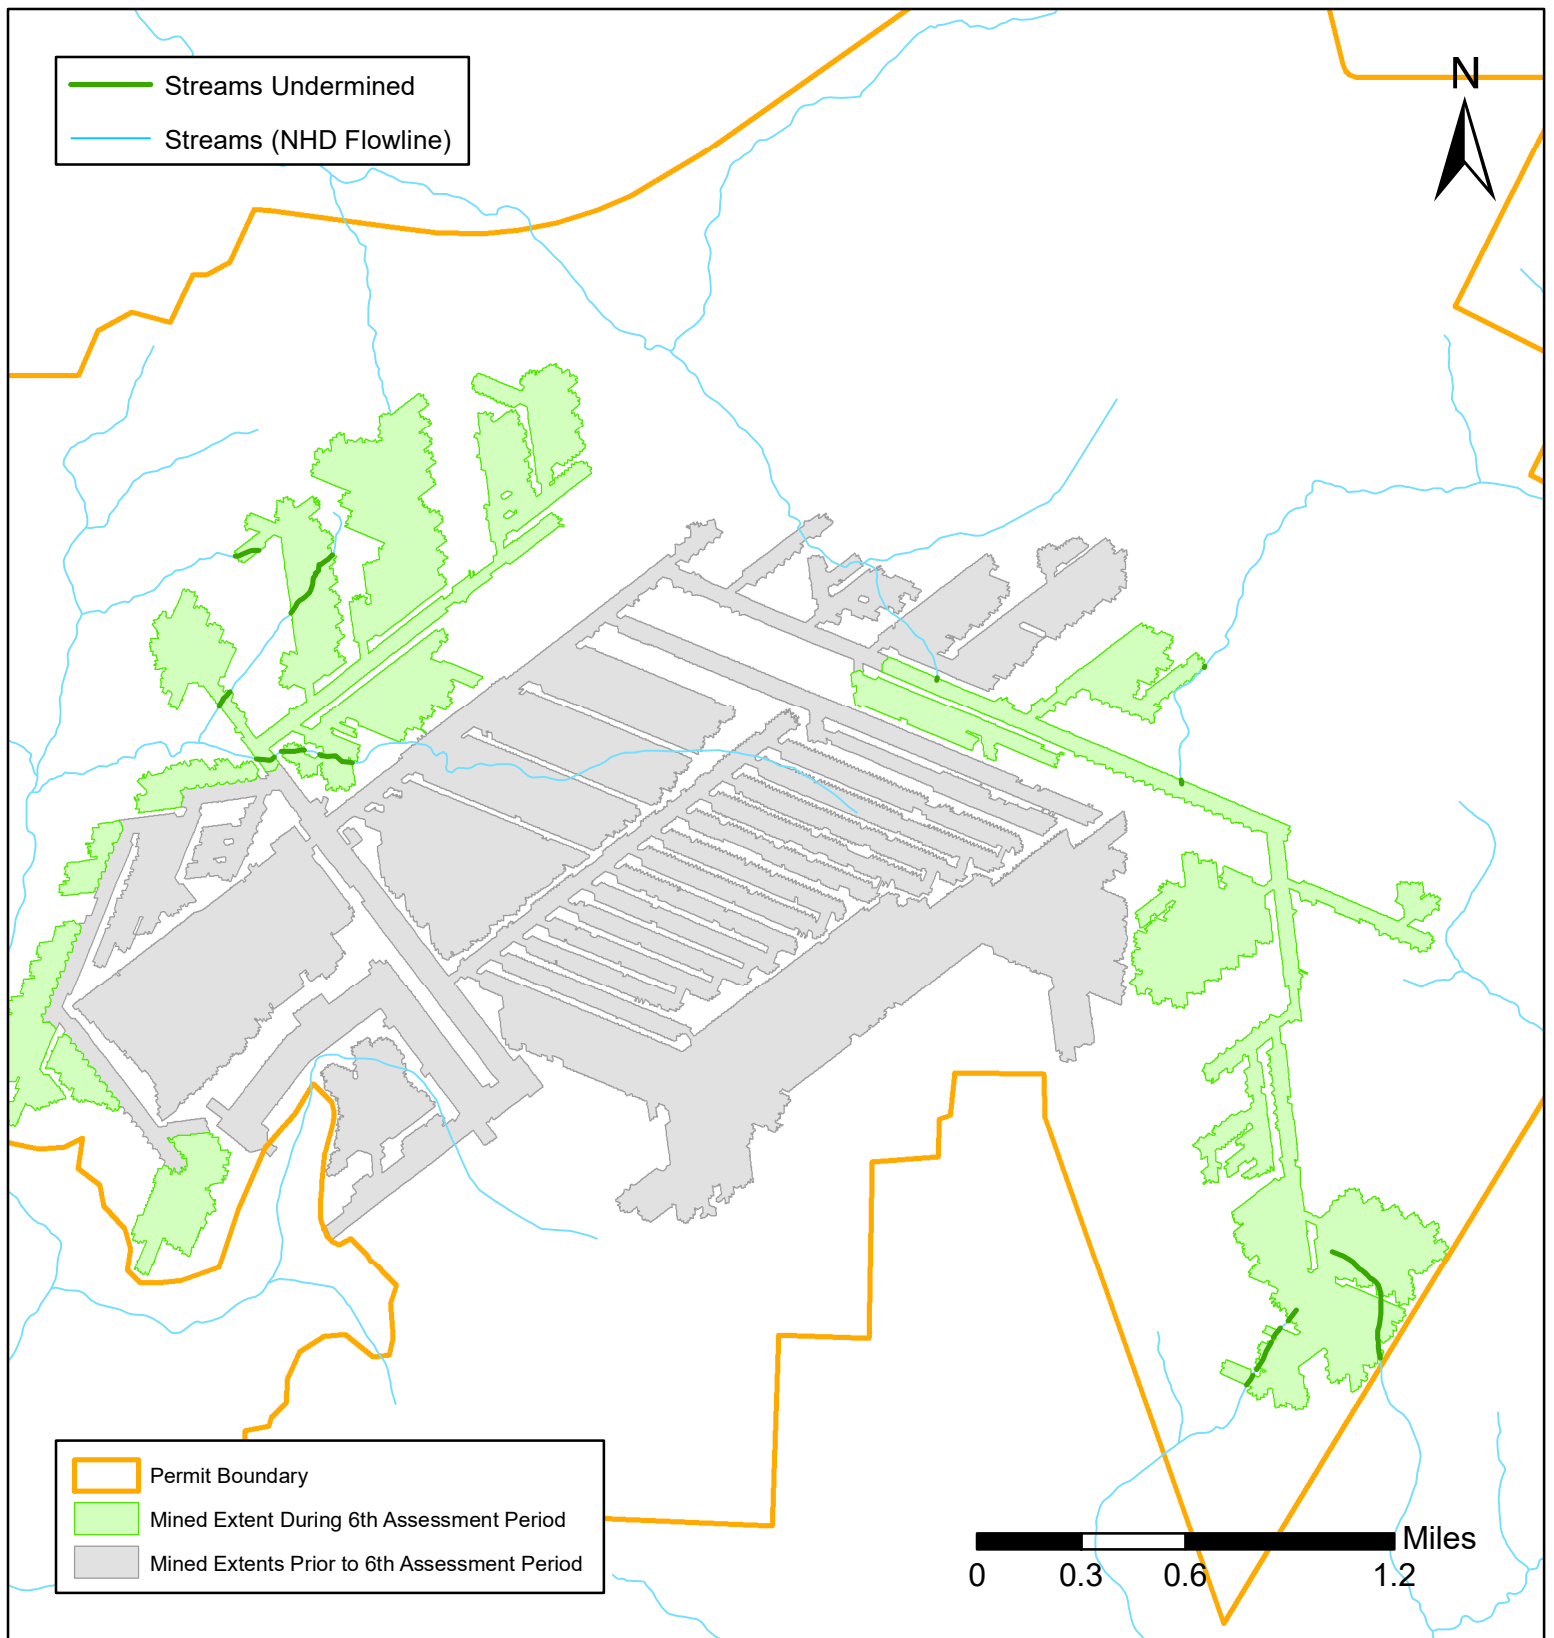 Streams Undermined
Streams (NHD Flowline)
N
Permit Boundary
Mined Extent During 6th Assessment Period
Mined Extents Prior to 6th Assessment Period
Miles
0 0.3 0.6 1.2